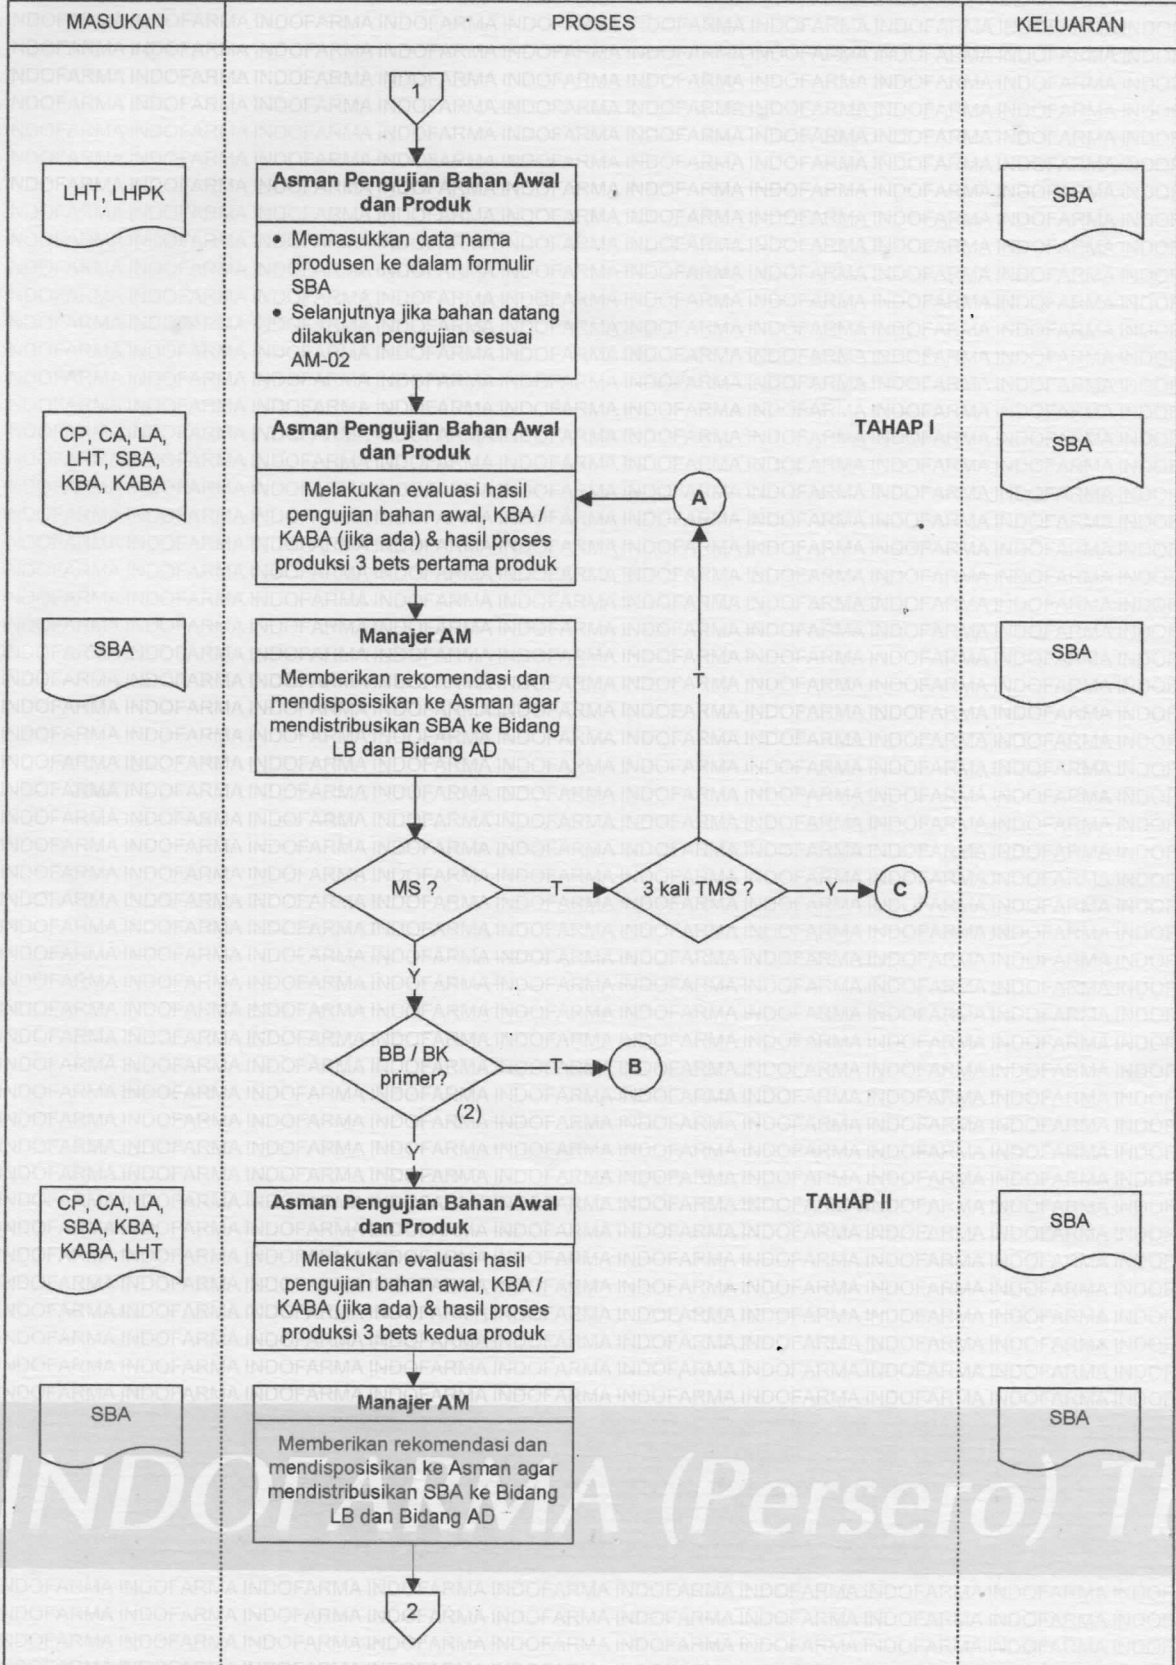 MASUKAN
PROSES
KELUARAN
1
LHT, LHPK
Asman Pengujian Bahan Awal
dan Produk
• Memasukkan data nama
produsen ke dalam formulir
SBA
• Selanjutnya jika bahan datang
dilakukan pengujian sesuai
AM-02
SBA
CP, CA, LA,
LHT, SBA,
KBA, KABA
Asman Pengujian Bahan Awal
dan Produk
Melakukan evaluasi hasil
pengujian bahan awal, KBA /
KABA (jika ada) & hasil proses
produksi 3 bets pertama produk
A
TAHAP I
SBA
SBA
Manajer AM
Memberikan rekomendasi dan
mendisposisikan ke Asman agar
mendistribusikan SBA ke Bidang
LB dan Bidang AD
T
SBA
MS ?
T
3 kali TMS ?
Y
C
Y
BB / BK
primer?
(2)
T
B
Y
CP, CA, LA,
SBA, KBA,
KABA, LHT
Asman Pengujian Bahan Awal
dan Produk
Melakukan evaluasi hasil
pengujian bahan awal, KBA /
KABA (jika ada) & hasil proses
produksi 3 bets kedua produk
TAHAP II
SBA
SBA
Manajer AM
Memberikan rekomendasi dan
mendisposisikan ke Asman agar
mendistribusikan SBA ke Bidang
LB dan Bidang AD
SBA
INDOFARMA (Persero)
2